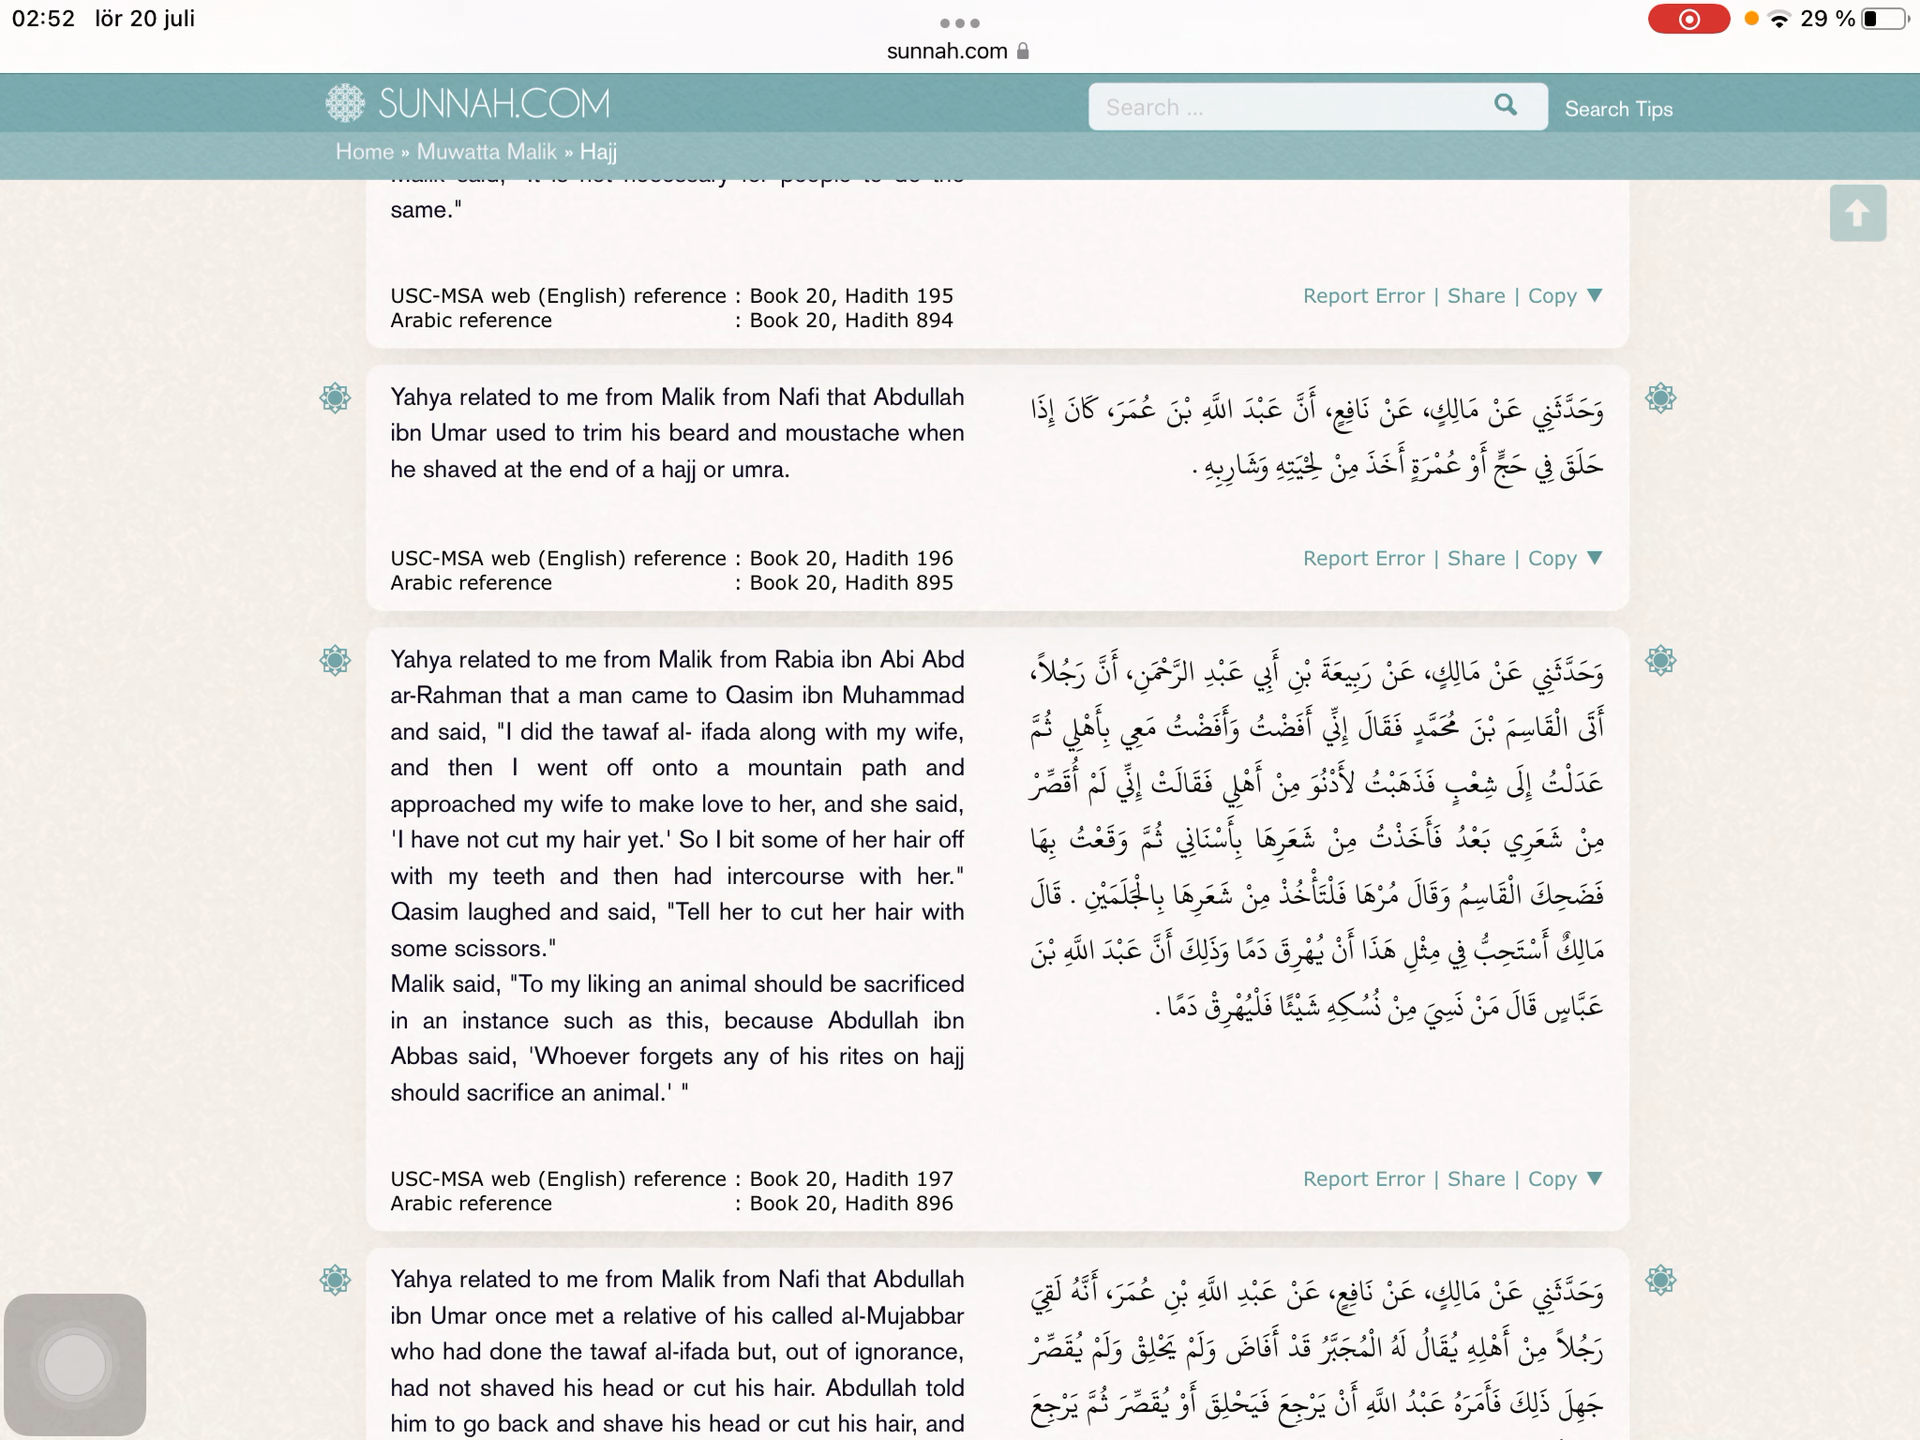 02:52 lör 20 juli
29 %
sunnah.com
SUNNAH.COM
Search ...
Search Tips
Home » Muwatta Malik » Hajj
Malik said, "It is not necessary for people to do the
same."
USC-MSA web (English) reference : Book 20, Hadith 195
Arabic reference : Book 20, Hadith 894
Report Error | Share | Copy ▼
Yahya related to me from Malik from Nafi that Abdullah
ibn Umar used to trim his beard and moustache when
he shaved at the end of a hajj or umra.
وَحَدَّثَنِي عَنْ مَالِكٍ، عَنْ نَافِعٍ، أَنَّ عَبْدَ اللَّهِ بْنَ عُمَرَ، كَانَ إِذَا
حَلَقَ فِي حَجٍّ أَوْ عُمْرَةٍ أَخَذَ مِنْ لِحْيَتِهِ وَشَارِبِهِ .
USC-MSA web (English) reference : Book 20, Hadith 196
Arabic reference : Book 20, Hadith 895
Report Error | Share | Copy ▼
Yahya related to me from Malik from Rabia ibn Abi Abd
ar-Rahman that a man came to Qasim ibn Muhammad
and said, "I did the tawaf al- ifada along with my wife,
and then I went off onto a mountain path and
approached my wife to make love to her, and she said,
'I have not cut my hair yet.' So I bit some of her hair off
with my teeth and then had intercourse with her."
Qasim laughed and said, "Tell her to cut her hair with
some scissors."
Malik said, "To my liking an animal should be sacrificed
in an instance such as this, because Abdullah ibn
Abbas said, 'Whoever forgets any of his rites on hajj
should sacrifice an animal.' "
وَحَدَّثَنِي عَنْ مَالِكٍ، عَنْ رَبِيعَةَ بْنِ أَبِي عَبْدِ الرَّحْمَنِ، أَنَّ رَجُلاً،
أَتَى الْقَاسِمَ بْنَ مُحَمَّدٍ فَقَالَ إِنِّي أَفَضْتُ وَأَفَضْتُ مَعِي بِأَهْلِي ثُمَّ
عَدَلْتُ إِلَى شِعْبٍ فَذَهَبْتُ لأَدْنُوَ مِنْ أَهْلِي فَقَالَتْ إِنِّي لَمْ أُقَصِّرْ
مِنْ شَعَرِي بَعْدُ فَأَخَذْتُ مِنْ شَعَرِهَا بِأَسْنَانِي ثُمَّ وَقَعْتُ بِهَا
فَضَحِكَ الْقَاسِمُ وَقَالَ مُرْهَا فَلْتَأْخُذْ مِنْ شَعَرِهَا بِالْجَلَمَيْنِ . قَالَ
مَالِكٌ أَسْتَحِبُّ فِي مِثْلِ هَذَا أَنْ يُهْرِقَ دَمًا وَذَلِكَ أَنَّ عَبْدَ اللَّهِ بْنَ
عَبَّاسٍ قَالَ مَنْ نَسِيَ مِنْ نُسُكِهِ شَيْئًا فَلْيُهْرِقْ دَمًا .
USC-MSA web (English) reference : Book 20, Hadith 197
Arabic reference : Book 20, Hadith 896
Report Error | Share | Copy ▼
Yahya related to me from Malik from Nafi that Abdullah
ibn Umar once met a relative of his called al-Mujabbar
who had done the tawaf al-ifada but, out of ignorance,
had not shaved his head or cut his hair. Abdullah told
him to go back and shave his head or cut his hair, and
وَحَدَّثَنِي عَنْ مَالِكٍ، عَنْ نَافِعٍ، عَنْ عَبْدِ اللَّهِ بْنِ عُمَرَ، أَنَّهُ لَقِيَ
رَجُلاً مِنْ أَهْلِهِ يُقَالُ لَهُ الْمُجَبَّرُ قَدْ أَفَاضَ وَلَمْ يَحْلِقْ وَلَمْ يُقَصِّرْ
جَهِلَ ذَلِكَ فَأَمَرَهُ عَبْدُ اللَّهِ أَنْ يَرْجِعَ فَيَحْلِقَ أَوْ يُقَصِّرَ ثُمَّ يَرْجِعَ